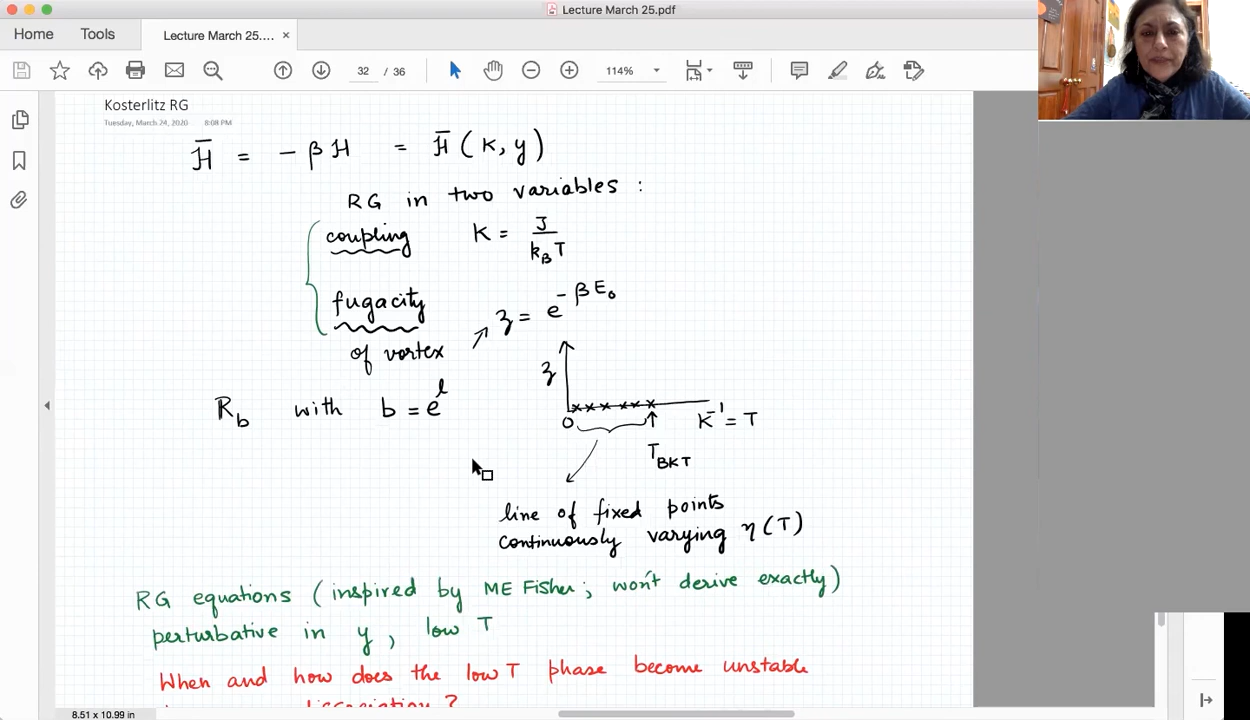 Lecture March 25.pdf
Home
Tools
Lecture March 25....
×
32 / 36
114%
Kosterlitz RG
Tuesday, March 24, 2020 8:08 PM
H̄ = - βH = H̄ (K, y)
RG in two variables :
coupling K = J / k_B T
fugacity
of vortex
z = e^{-βE₀}
z
R_b with b = e^l
0
K⁻¹ = T
T_BKT
line of fixed points
continuously varying η(T)
RG equations (inspired by ME Fisher; won't derive exactly)
perturbative in y, low T
When and how does the low T phase become unstable
8.51 x 10.99 in